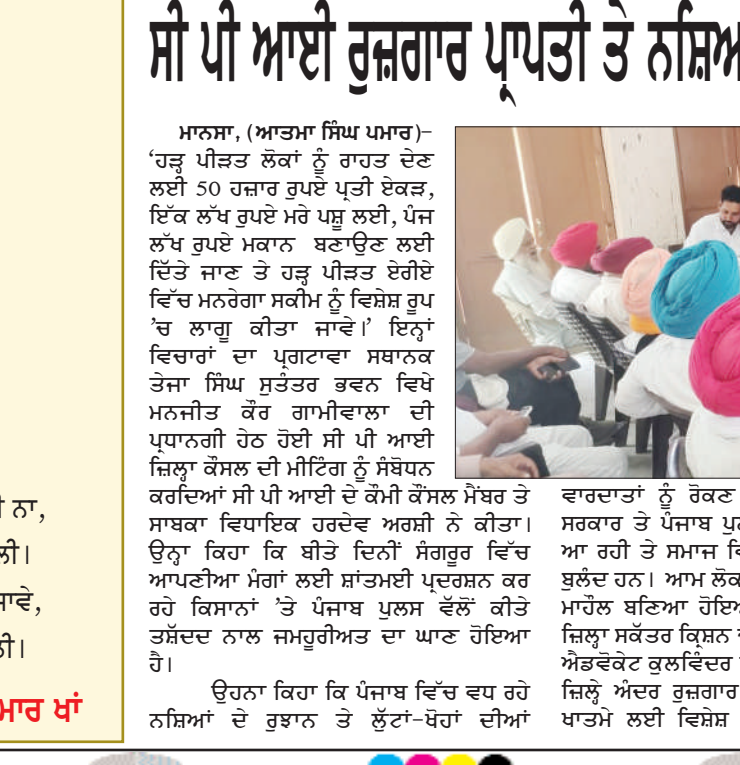 ਸੀ ਪੀ ਆਈ ਰੁਜ਼ਗਾਰ ਪ੍ਰਾਪਤੀ ਤੇ
ਮਾਨਸਾ, (ਆਤਮਾ ਸਿੰਘ ਪਮਾਰ)–
‘ਹੜ੍ਹ ਪੀੜਤ ਲੋਕਾਂ ਨੂੰ ਰਾਹਤ ਦੇਣ
ਲਈ 50 ਹਜ਼ਾਰ ਰੁਪਏ ਪ੍ਰਤੀ ਏਕੜ,
ਇੱਕ ਲੱਖ ਰੁਪਏ ਮਰੇ ਪਸ਼ੂ ਲਈ, ਪੰਜ
ਲੱਖ ਰੁਪਏ ਮਕਾਨ ਬਣਾਉਣ ਲਈ
ਦਿੱਤੇ ਜਾਣ ਤੇ ਹੜ੍ਹ ਪੀੜਤ ਏਰੀਏ
ਵਿੱਚ ਮਨਰੇਗਾ ਸਕੀਮ ਨੂੰ ਵਿਸ਼ੇਸ਼ ਰੂਪ
’ਚ ਲਾਗੂ ਕੀਤਾ ਜਾਵੇ।’ ਇਨ੍ਹਾਂ
ਵਿਚਾਰਾਂ ਦਾ ਪ੍ਰਗਟਾਵਾ ਸਥਾਨਕ
ਤੇਜਾ ਸਿੰਘ ਸੁਤੰਤਰ ਭਵਨ ਵਿਖੇ
ਮਨਜੀਤ ਕੌਰ ਗਾਮੀਵਾਲਾ ਦੀ
ਪ੍ਰਧਾਨਗੀ ਹੇਠ ਹੋਈ ਸੀ ਪੀ ਆਈ
ਜ਼ਿਲ੍ਹਾ ਕੌਂਸਲ ਦੀ ਮੀਟਿੰਗ ਨੂੰ ਸੰਬੋਧਨ
ਕਰਦਿਆਂ ਸੀ ਪੀ ਆਈ ਦੇ ਕੌਮੀ ਕੌਂਸਲ ਮੈਂਬਰ ਤੇ
ਸਾਬਕਾ ਵਿਧਾਇਕ ਹਰਦੇਵ ਅਰਸ਼ੀ ਨੇ ਕੀਤਾ।
ਉਨ੍ਹਾ ਕਿਹਾ ਕਿ ਬੀਤੇ ਦਿਨੀਂ ਸੰਗਰੂਰ ਵਿੱਚ
ਆਪਣੀਆ ਮੰਗਾਂ ਲਈ ਸ਼ਾਂਤਮਈ ਪ੍ਰਦਰਸ਼ਨ ਕਰ
ਰਹੇ ਕਿਸਾਨਾਂ ’ਤੇ ਪੰਜਾਬ ਪੁਲਸ ਵੱਲੋਂ ਕੀਤੇ
ਤਸ਼ੱਦਦ ਨਾਲ ਜਮਹੂਰੀਅਤ ਦਾ ਘਾਣ ਹੋਇਆ
ਹੈ।
ਉਹਨਾ ਕਿਹਾ ਕਿ ਪੰਜਾਬ ਵਿੱਚ ਵਧ ਰਹੇ
ਨਸ਼ਿਆਂ ਦੇ ਰੁਝਾਨ ਤੇ ਲੁੱਟਾਂ-ਖੋਹਾਂ ਦੀਆਂ
ਵਾਰਦਾਤਾਂ ਨੂੰ ਰੋਕਣ
ਸਰਕਾਰ ਤੇ ਪੰਜਾਬ
ਆ ਰਹੀ ਤੇ ਸਮਾਜ
ਬੁਲੰਦ ਹਨ। ਆਮ
ਮਾਹੌਲ ਬਣਿਆ
ਜ਼ਿਲ੍ਹਾ ਸਕੱਤਰ ਕ੍ਰਿਸ਼ਨ
ਐਡਵੋਕੇਟ ਕੁਲਵਿੰਦਰ
ਜ਼ਿਲ੍ਹੇ ਅੰਦਰ ਰੁਜ਼ਗਾਰ
ਖਾਤਮੇ ਲਈ ਵਿਸ਼ੇਸ਼
ਨਾ,
ਖਾਂ